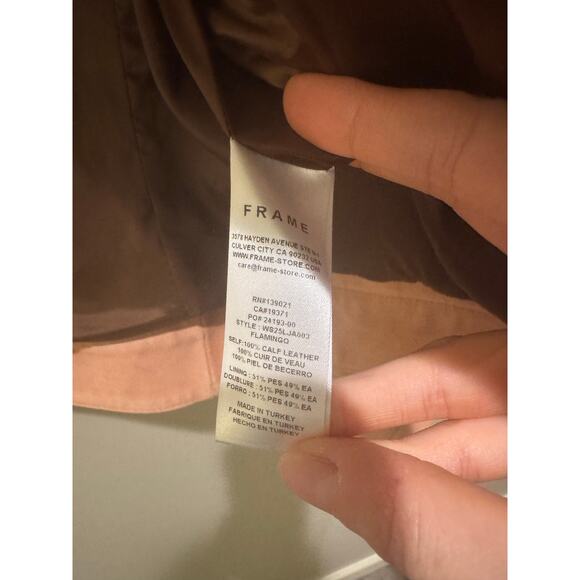 FRAME
3578 HAYDEN AVENUE STE N-1
CULVER CITY CA 90232 USA
WWW.FRAME-STORE.COM
care@frame-store.com
RN#139021
CA#19371
PO# 24193-00
STYLE : WS25LJA003
FLAMINGO
SELF:100% CALF LEATHER
100% CUIR DE VEAU
100% PIEL DE BECERRO
LINING : 51% PES 49% EA
DOUBLURE : 51% PES 49% EA
FORRO : 51% PES 49% EA
MADE IN TURKEY
FABRIQUE EN TURKEY
HECHO EN TURKEY